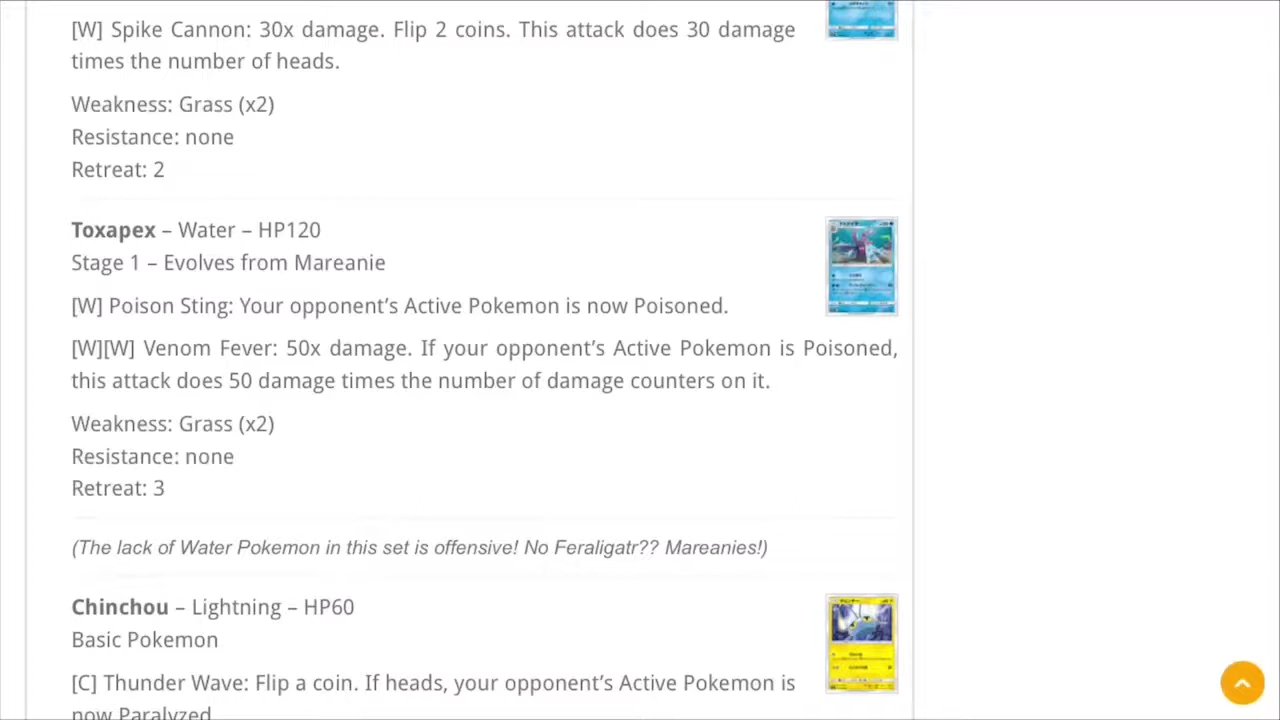 [W] Spike Cannon: 30x damage. Flip 2 coins. This attack does 30 damage
times the number of heads.
Weakness: Grass (x2)
Resistance: none
Retreat: 2
Toxapex – Water – HP120
Stage 1 – Evolves from Mareanie
[W] Poison Sting: Your opponent’s Active Pokemon is now Poisoned.
[W][W] Venom Fever: 50x damage. If your opponent’s Active Pokemon is Poisoned,
this attack does 50 damage times the number of damage counters on it.
Weakness: Grass (x2)
Resistance: none
Retreat: 3
(The lack of Water Pokemon in this set is offensive! No Feraligatr?? Mareanies!)
Chinchou – Lightning – HP60
Basic Pokemon
[C] Thunder Wave: Flip a coin. If heads, your opponent’s Active Pokemon is
now Paralyzed